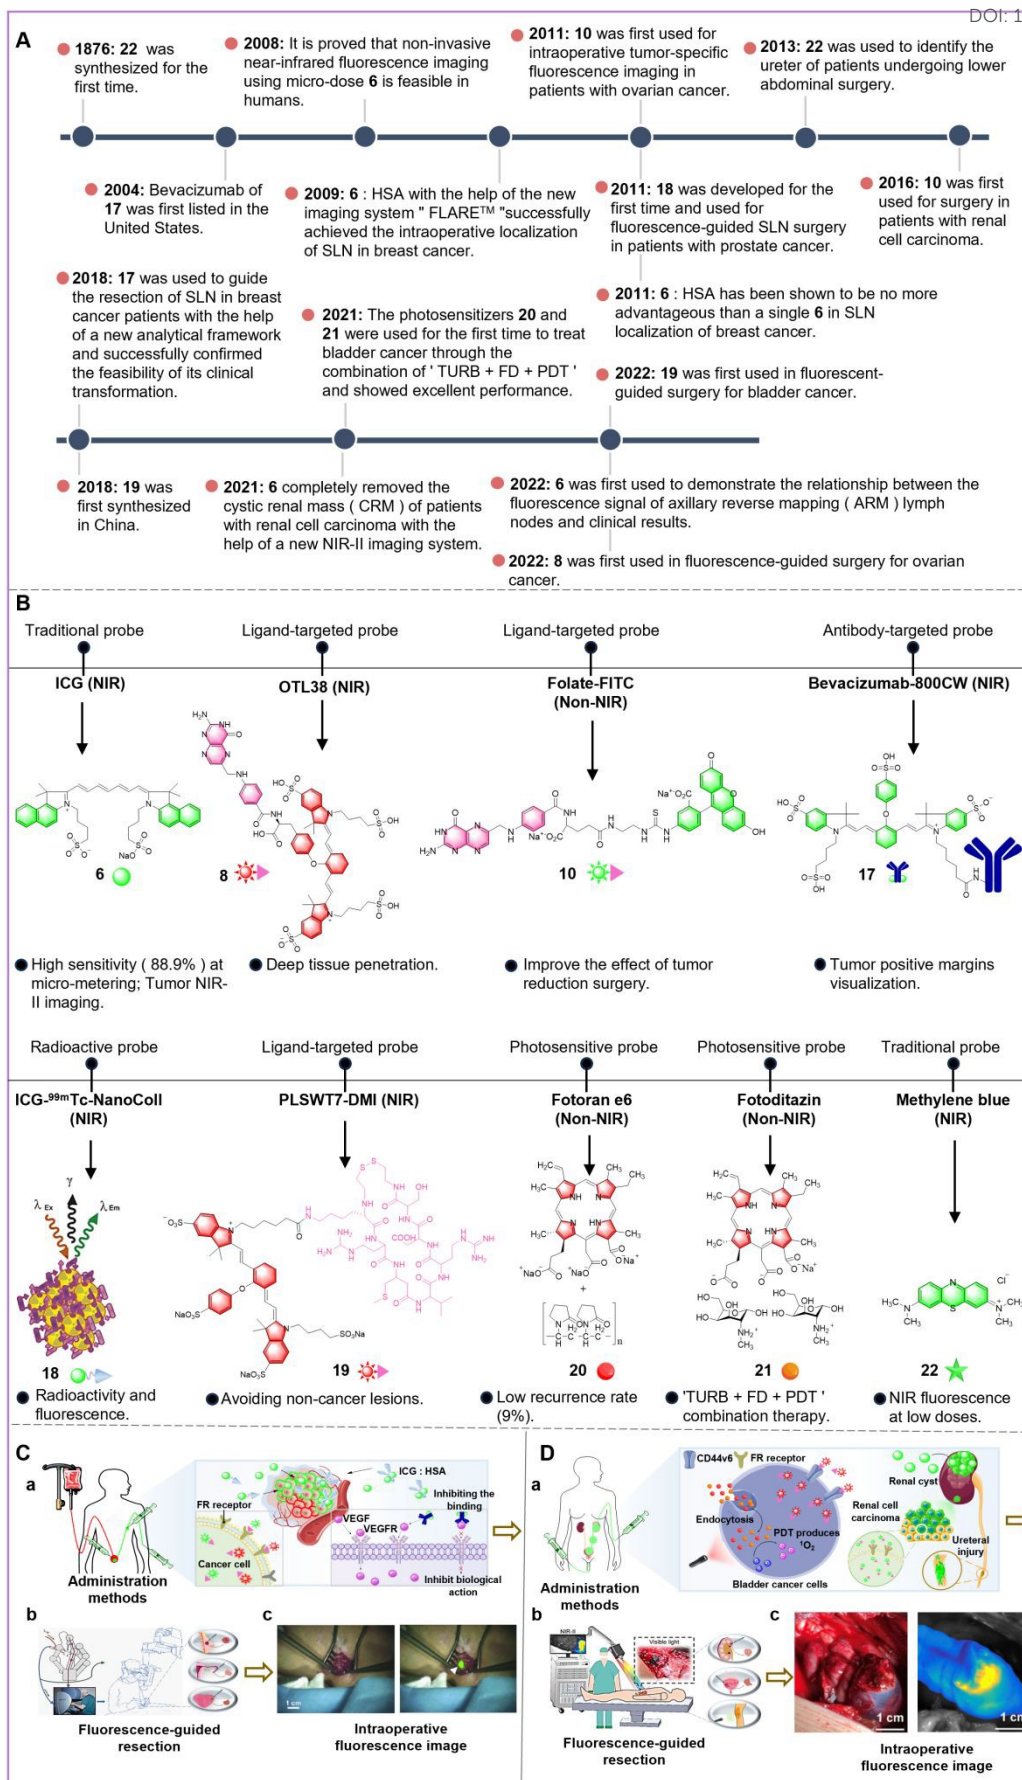 DOI: 1
A
1876: 22 was
synthesized for the
first time.
2008: It is proved that non-invasive
near-infrared fluorescence imaging
using micro-dose 6 is feasible in
humans.
2011: 10 was first used for
intraoperative tumor-specific
fluorescence imaging in
patients with ovarian cancer.
2013: 22 was used to identify the
ureter of patients undergoing lower
abdominal surgery.
2004: Bevacizumab of
17 was first listed in the
United States.
2009: 6 : HSA with the help of the new
imaging system " FLARE™ "successfully
achieved the intraoperative localization
of SLN in breast cancer.
2011: 18 was developed for the
first time and used for
fluorescence-guided SLN surgery
in patients with prostate cancer.
2016: 10 was first
used for surgery in
patients with renal
cell carcinoma.
2011: 6 : HSA has been shown to be no more
advantageous than a single 6 in SLN
localization of breast cancer.
2018: 17 was used to guide
the resection of SLN in breast
cancer patients with the help
of a new analytical framework
and successfully confirmed
the feasibility of its clinical
transformation.
2021: The photosensitizers 20 and
21 were used for the first time to treat
bladder cancer through the
combination of ' TURB + FD + PDT '
and showed excellent performance.
2022: 19 was first used in fluorescent-
guided surgery for bladder cancer.
2018: 19 was
first synthesized
in China.
2021: 6 completely removed the
cystic renal mass ( CRM ) of patients
with renal cell carcinoma with the
help of a new NIR-II imaging system.
2022: 6 was first used to demonstrate the relationship between the
fluorescence signal of axillary reverse mapping ( ARM ) lymph
nodes and clinical results.
2022: 8 was first used in fluorescence-guided surgery for ovarian
cancer.
B
Traditional probe
Ligand-targeted probe
Ligand-targeted probe
Antibody-targeted probe
ICG (NIR)
OTL38 (NIR)
Folate-FITC
(Non-NIR)
Bevacizumab-800CW (NIR)
6
8
10
17
High sensitivity ( 88.9% ) at
micro-metering; Tumor NIR-
II imaging.
Deep tissue penetration.
Improve the effect of tumor
reduction surgery.
Tumor positive margins
visualization.
Radioactive probe
Ligand-targeted probe
Photosensitive probe
Photosensitive probe
Traditional probe
ICG-⁹⁹ᵐTc-NanoColl
(NIR)
PLSWT7-DMI (NIR)
Fotoran e6
(Non-NIR)
Fotoditazin
(Non-NIR)
Methylene blue
(NIR)
γ
λ Ex
λ Em
18
19
20
21
22
Radioactivity and
fluorescence.
Avoiding non-cancer lesions.
Low recurrence rate
(9%).
'TURB + FD + PDT '
combination therapy.
NIR fluorescence
at low doses.
C
a
FR receptor
Cancer cell
ICG : HSA
Inhibiting the
binding
VEGF
VEGFR
Inhibit biological
action
Administration
methods
b
Fluorescence-guided
resection
c
1 cm
Intraoperative
fluorescence image
D
a
CD44v6
FR receptor
Endocytosis
PDT produces
¹O₂
Bladder cancer cells
Renal cyst
Renal cell
carcinoma
Ureteral
injury
Administration
methods
b
NIR-II
Visible light
Fluorescence-guided
resection
c
1 cm
1 cm
Intraoperative
fluorescence image